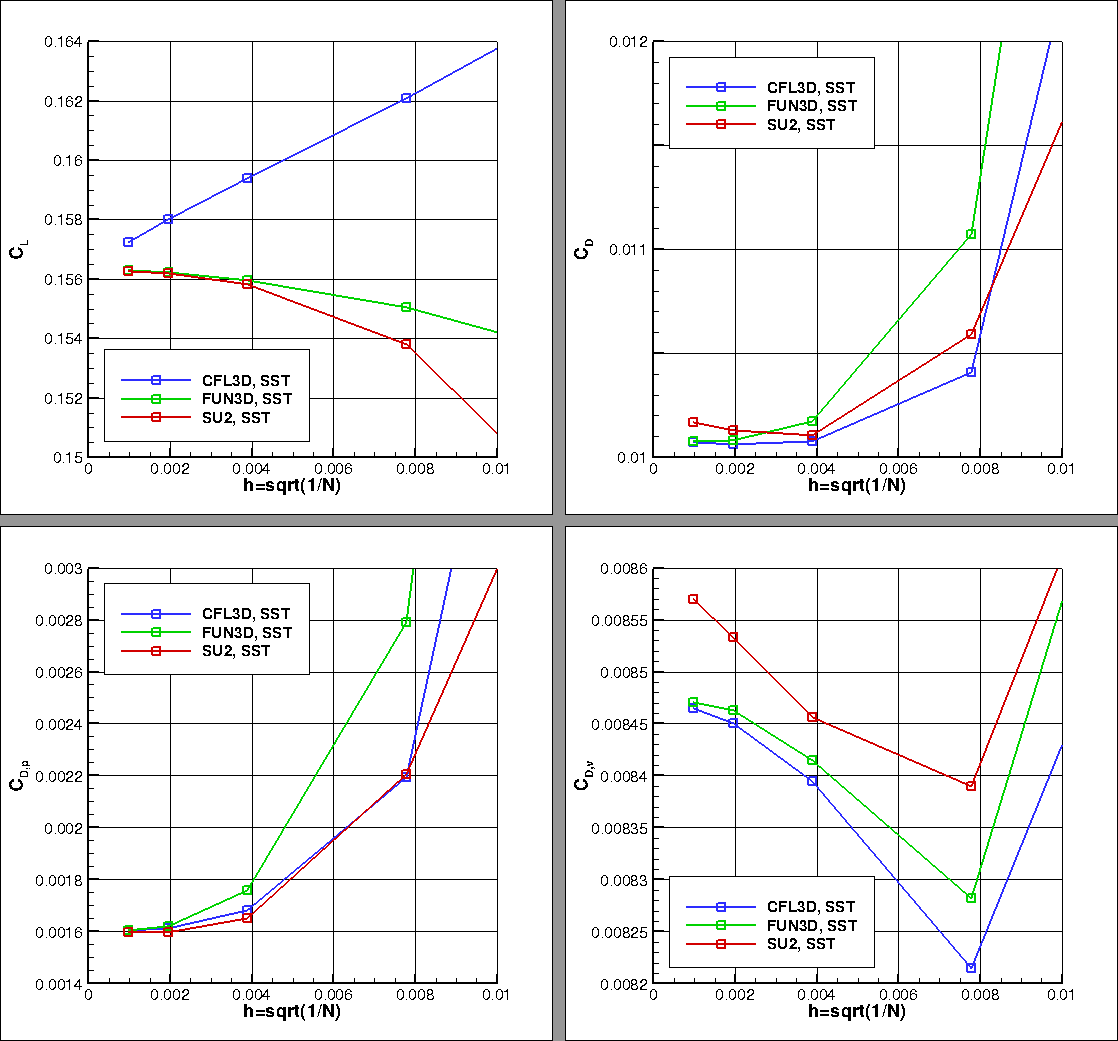 0.164
0.162
0.16
0.158
0.156
0.154
0.152
0.15
C_L
CFL3D, SST
FUN3D, SST
SU2, SST
0 0.002 0.004 0.006 0.008 0.01
h=sqrt(1/N)
0.012
0.011
0.01
C_D
CFL3D, SST
FUN3D, SST
SU2, SST
0 0.002 0.004 0.006 0.008 0.01
h=sqrt(1/N)
0.003
0.0028
0.0026
0.0024
0.0022
0.002
0.0018
0.0016
0.0014
C_D,p
CFL3D, SST
FUN3D, SST
SU2, SST
0 0.002 0.004 0.006 0.008 0.01
h=sqrt(1/N)
0.0086
0.00855
0.0085
0.00845
0.0084
0.00835
0.0083
0.00825
0.0082
C_D,v
CFL3D, SST
FUN3D, SST
SU2, SST
0 0.002 0.004 0.006 0.008 0.01
h=sqrt(1/N)